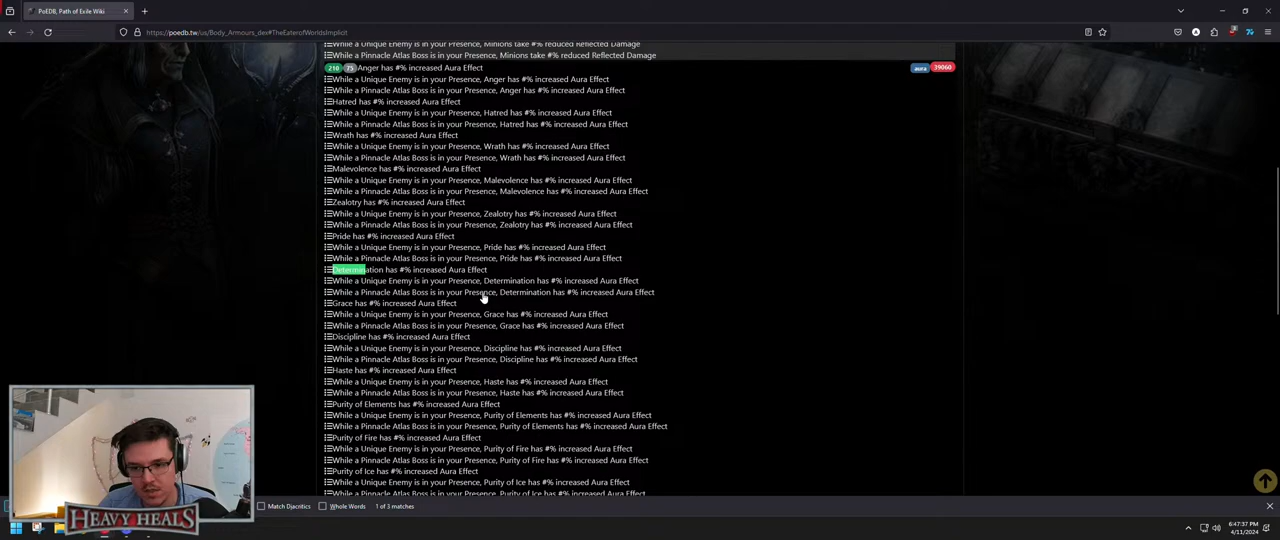 PoEDB, Path of Exile Wiki
https://poedb.tw/us/Body_Armours_dex#TheEaterofWorldsImplicit
While a Unique Enemy is in your Presence, Minions take #% reduced Reflected Damage
While a Pinnacle Atlas Boss is in your Presence, Minions take #% reduced Reflected Damage
210 75 Anger has #% increased Aura Effect aura 39060
While a Unique Enemy is in your Presence, Anger has #% increased Aura Effect
While a Pinnacle Atlas Boss is in your Presence, Anger has #% increased Aura Effect
Hatred has #% increased Aura Effect
While a Unique Enemy is in your Presence, Hatred has #% increased Aura Effect
While a Pinnacle Atlas Boss is in your Presence, Hatred has #% increased Aura Effect
Wrath has #% increased Aura Effect
While a Unique Enemy is in your Presence, Wrath has #% increased Aura Effect
While a Pinnacle Atlas Boss is in your Presence, Wrath has #% increased Aura Effect
Malevolence has #% increased Aura Effect
While a Unique Enemy is in your Presence, Malevolence has #% increased Aura Effect
While a Pinnacle Atlas Boss is in your Presence, Malevolence has #% increased Aura Effect
Zealotry has #% increased Aura Effect
While a Unique Enemy is in your Presence, Zealotry has #% increased Aura Effect
While a Pinnacle Atlas Boss is in your Presence, Zealotry has #% increased Aura Effect
Pride has #% increased Aura Effect
While a Unique Enemy is in your Presence, Pride has #% increased Aura Effect
While a Pinnacle Atlas Boss is in your Presence, Pride has #% increased Aura Effect
Determination has #% increased Aura Effect
While a Unique Enemy is in your Presence, Determination has #% increased Aura Effect
While a Pinnacle Atlas Boss is in your Presence, Determination has #% increased Aura Effect
Grace has #% increased Aura Effect
While a Unique Enemy is in your Presence, Grace has #% increased Aura Effect
While a Pinnacle Atlas Boss is in your Presence, Grace has #% increased Aura Effect
Discipline has #% increased Aura Effect
While a Unique Enemy is in your Presence, Discipline has #% increased Aura Effect
While a Pinnacle Atlas Boss is in your Presence, Discipline has #% increased Aura Effect
Haste has #% increased Aura Effect
While a Unique Enemy is in your Presence, Haste has #% increased Aura Effect
While a Pinnacle Atlas Boss is in your Presence, Haste has #% increased Aura Effect
Purity of Elements has #% increased Aura Effect
While a Unique Enemy is in your Presence, Purity of Elements has #% increased Aura Effect
While a Pinnacle Atlas Boss is in your Presence, Purity of Elements has #% increased Aura Effect
Purity of Fire has #% increased Aura Effect
While a Unique Enemy is in your Presence, Purity of Fire has #% increased Aura Effect
While a Pinnacle Atlas Boss is in your Presence, Purity of Fire has #% increased Aura Effect
Purity of Ice has #% increased Aura Effect
While a Unique Enemy is in your Presence, Purity of Ice has #% increased Aura Effect
While a Pinnacle Atlas Boss is in your Presence, Purity of Ice has #% increased Aura Effect
Match Diacritics Whole Words 1 of 3 matches
HEAVY HEALS
6:47:37 PM
4/11/2024